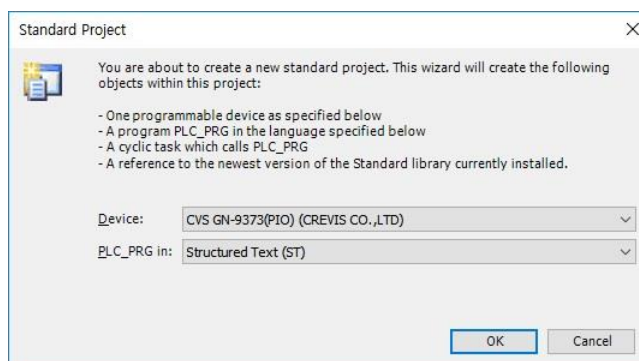 Standard Project
You are about to create a new standard project. This wizard will create the following
objects within this project:
- One programmable device as specified below
- A program PLC_PRG in the language specified below
- A cyclic task which calls PLC_PRG
- A reference to the newest version of the Standard library currently installed.
Device: CVS GN-9373(PIO) (CREVIS CO.,LTD)
PLC_PRG in: Structured Text (ST)
OK Cancel